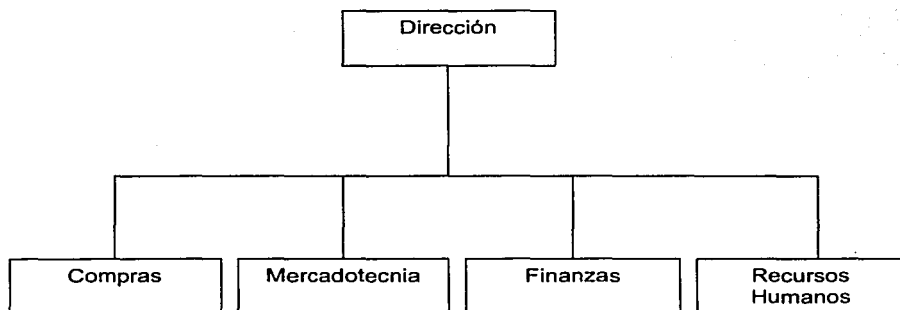 Dirección
Compras
Mercadotecnia
Finanzas
Recursos
Humanos